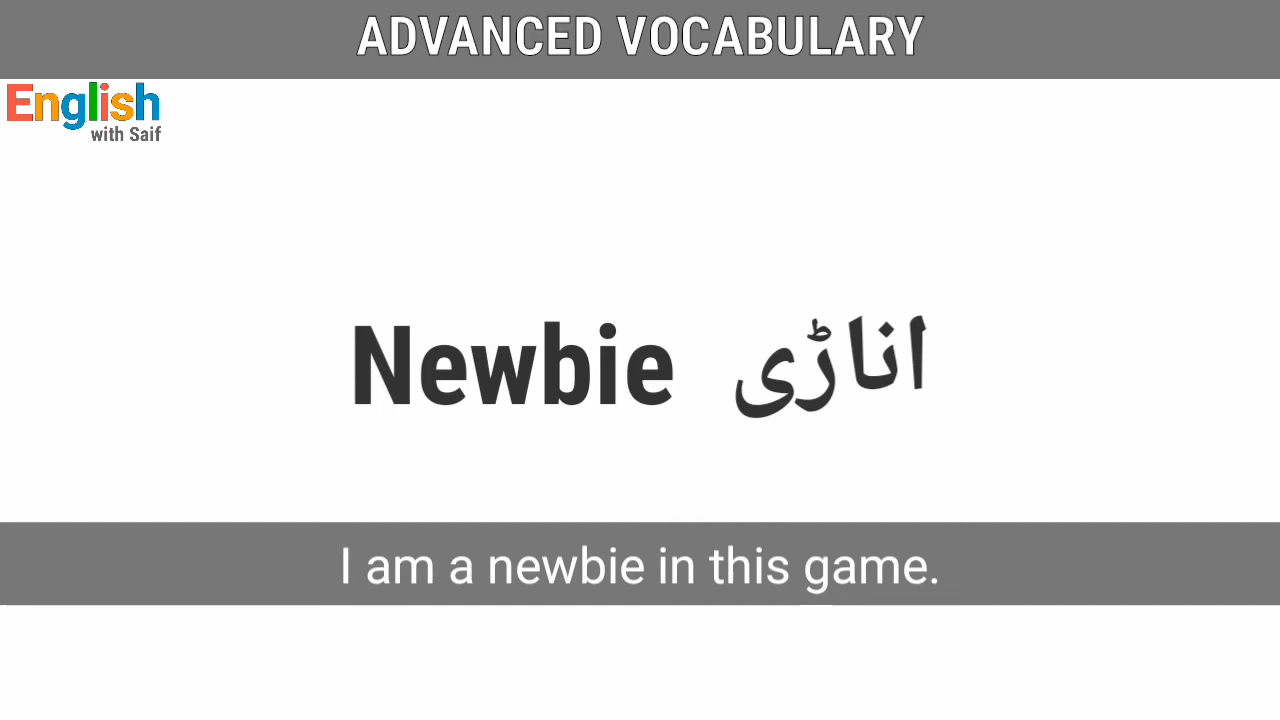 ADVANCED VOCABULARY
English
with Saif
Newbie اناڑی
I am a newbie in this game.